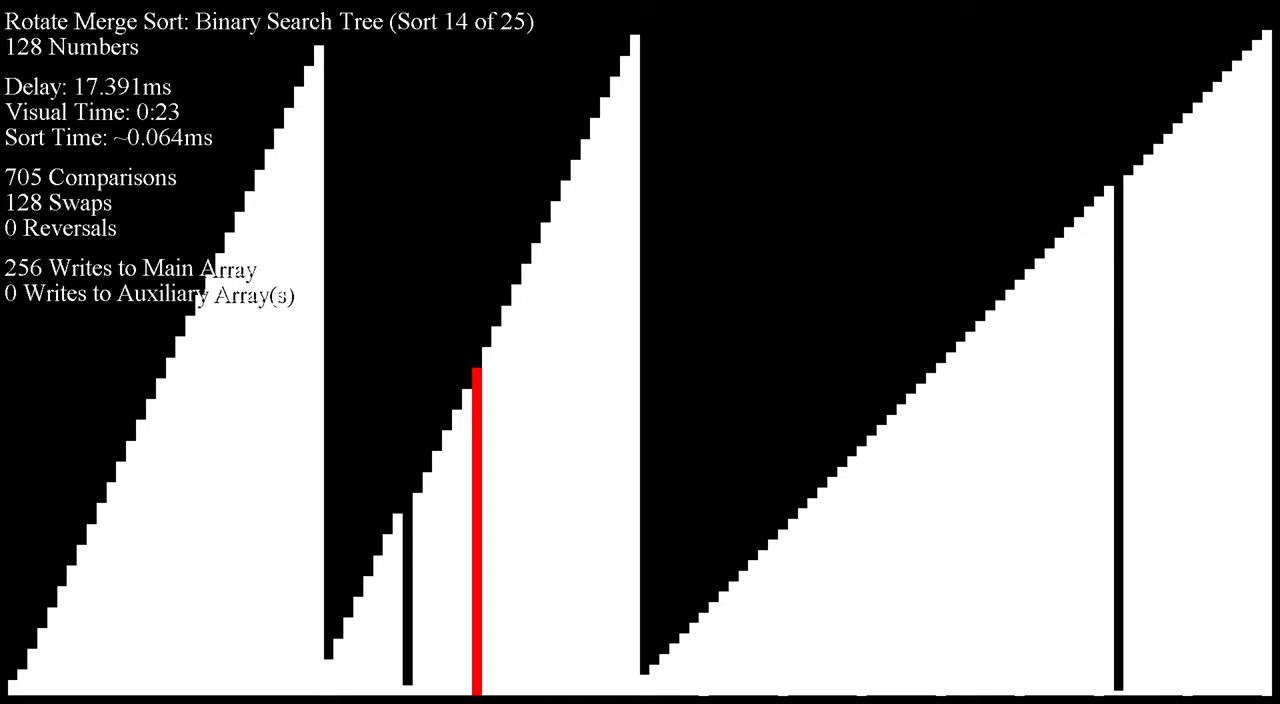 Rotate Merge Sort: Binary Search Tree (Sort 14 of 25)
128 Numbers
Delay: 17.391ms
Visual Time: 0:23
Sort Time: ~0.064ms
705 Comparisons
128 Swaps
0 Reversals
256 Writes to Main Array
0 Writes to Auxiliary Array(s)